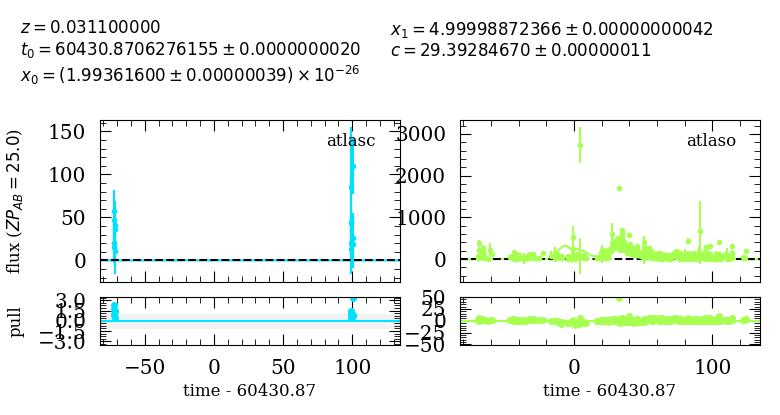 z = 0.031100000
t₀ = 60430.8706276155 ± 0.0000000020
x₀ = (1.99361600 ± 0.00000039) × 10⁻²⁶
x₁ = 4.99998872366 ± 0.00000000042
c = 29.39284670 ± 0.00000011
flux (ZP_AB = 25.0)
150
100
50
0
atlasc
3000
2000
1000
0
atlaso
pull
3.0
1.5
0.0
−1.5
−3.0
50
25
0
−25
−50
−50
0
50
100
0
100
time - 60430.87
time - 60430.87